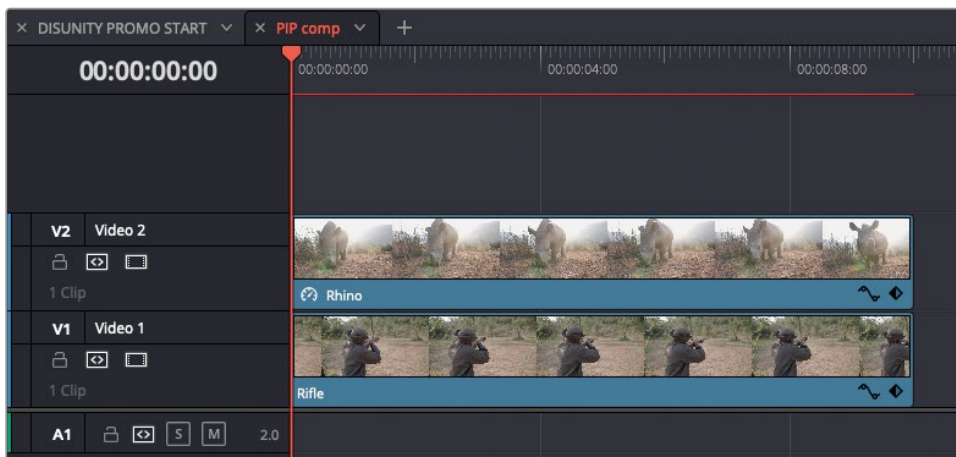 DISUNITY PROMO START PIP comp
00:00:00:00 00:00:00:00 00:00:04:00 00:00:08:00
V2 Video 2
1 Clip
Rhino
V1 Video 1
1 Clip
Rifle
A1 S M 2.0